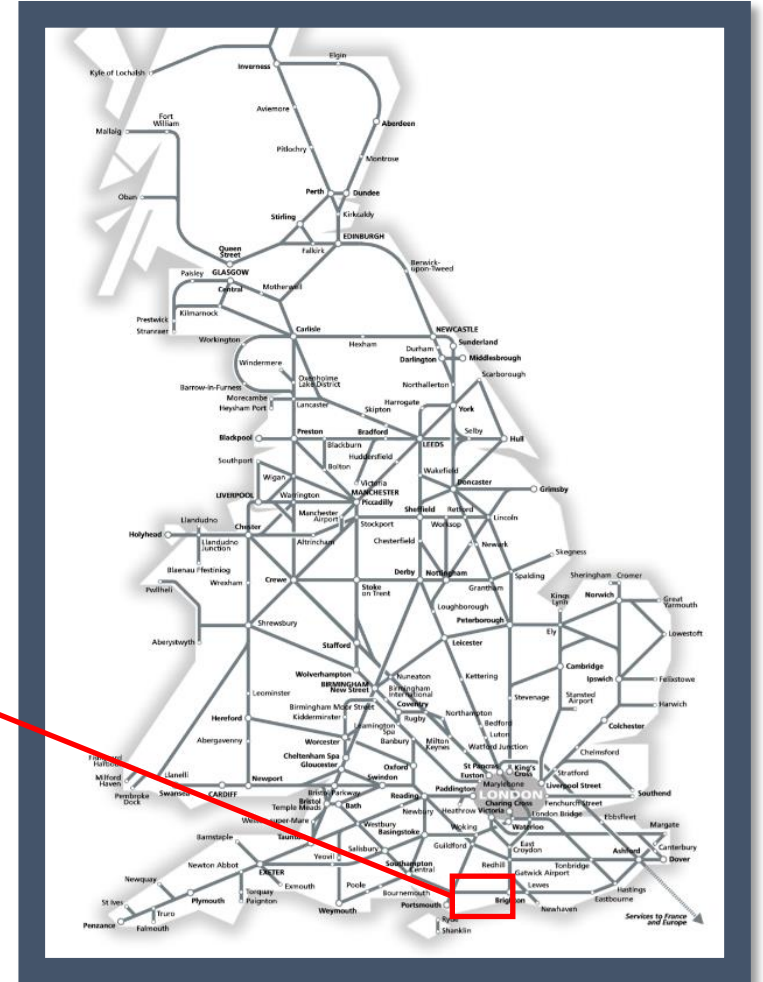 Elgin
Inverness
Kyle of Lochalsh
Aviemore
Fort
William
Aberdeen
Mallaig
Pitlochry
Montrose
Perth
Dundee
Oban
Stirling
Kirkcaldy
EDINBURGH
Queen
Street
Falkirk
Berwick-
upon-Tweed
Paisley
GLASGOW
Central
Motherwell
Prestwick
Kilmarnock
Stranraer
Carlisle
NEWCASTLE
Workington
Hexham
Sunderland
Durham
Darlington
Middlesbrough
Windermere
Oxenholme
Lake District
Scarborough
Barrow-in-Furness
Northallerton
Morecambe
Heysham Port
Lancaster
Harrogate
Skipton
York
Blackpool
Preston
Bradford
LEEDS
Selby
Hull
Blackburn
Huddersfield
Southport
Bolton
Wakefield
Wigan
Victoria
Doncaster
LIVERPOOL
Warrington
MANCHESTER
Piccadilly
Grimsby
Llandudno
Manchester
Airport
Sheffield
Retford
Lincoln
Holyhead
Chester
Stockport
Worksop
Llandudno
Junction
Altrincham
Chesterfield
Newark
Skegness
Blaenau Ffestiniog
Derby
Nottingham
Sheringham
Cromer
Pwllheli
Wrexham
Crewe
Stoke
on Trent
Grantham
Spalding
Kings
Lynn
Norwich
Great
Yarmouth
Loughborough
Peterborough
Shrewsbury
Ely
Lowestoft
Aberystwyth
Stafford
Leicester
Cambridge
Wolverhampton
BIRMINGHAM
New Street
Nuneaton
Kettering
Ipswich
Felixstowe
Leominster
Birmingham
International
Stevenage
Stansted
Airport
Birmingham Moor Street
Coventry
Harwich
Hereford
Kidderminster
Rugby
Northampton
Leamington
Spa
Bedford
Colchester
Abergavenny
Worcester
Banbury
Milton
Keynes
Luton
Cheltenham Spa
Watford Junction
Chelmsford
Harbour
Gloucester
Oxford
St Pancras
King's
Cross
Milford
Haven
Llanelli
Newport
Swindon
Euston
Stratford
Marylebone
Pembroke
Dock
Swansea
CARDIFF
Bristol Parkway
Reading
Paddington
LONDON
Liverpool Street
Southend
Bristol
Temple Meads
Bath
Newbury
Heathrow
Charing Cross
Victoria
Fenchurch Street
London Bridge
Ebbsfleet
Westbury
Basingstoke
Woking
Waterloo
Margate
Barnstaple
Taunton
Salisbury
Guildford
East
Croydon
Ashford
Canterbury
Yeovil
Redhill
Tonbridge
Dover
Newton Abbot
EXETER
Southampton
Central
Gatwick Airport
Newquay
Exmouth
Poole
Bournemouth
Lewes
Hastings
St Ives
Plymouth
Torquay
Paignton
Weymouth
Portsmouth
Brighton
Eastbourne
Newhaven
Truro
Penzance
Falmouth
Ryde
Shanklin
Services to France
and Europe